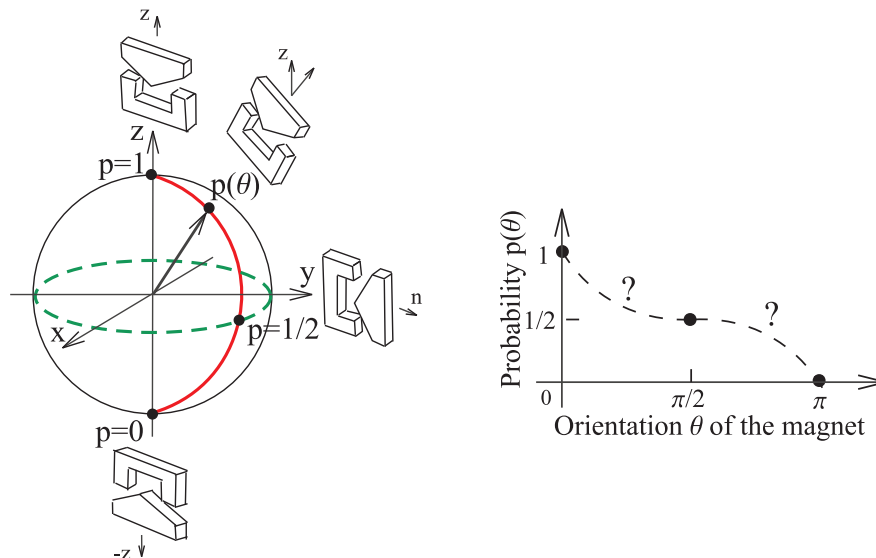 z
z
z
p=1
p(θ)
y
n
x
p=1/2
p=0
-z
Probability p(θ)
1
?
?
1/2
0
π/2
π
Orientation θ of the magnet